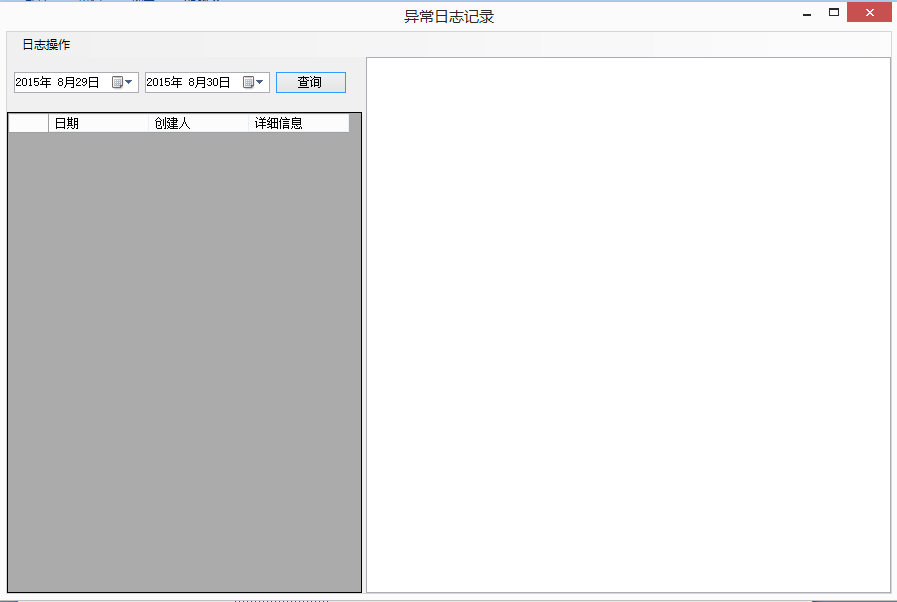 异常日志记录
日志操作
2015年 8月29日 2015年 8月30日 查询
日期 创建人 详细信息